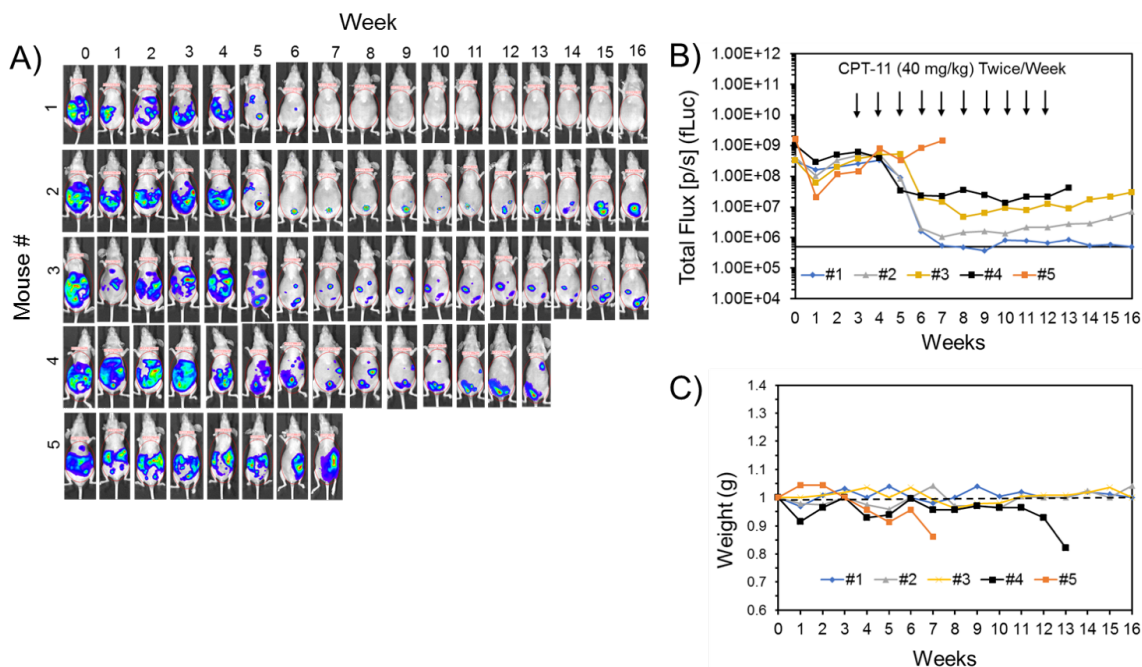 Week
A)
0 1 2 3 4 5 6 7 8 9 10 11 12 13 14 15 16
Mouse #
1
2
3
4
5
B)
CPT-11 (40 mg/kg) Twice/Week
Total Flux [p/s] (fLuc)
1.00E+12
1.00E+11
1.00E+10
1.00E+09
1.00E+08
1.00E+07
1.00E+06
1.00E+05
1.00E+04
#1 #2 #3 #4 #5
0 1 2 3 4 5 6 7 8 9 10 11 12 13 14 15 16
Weeks
C)
Weight (g)
1.4
1.3
1.2
1.1
1
0.9
0.8
0.7
0.6
#1 #2 #3 #4 #5
0 1 2 3 4 5 6 7 8 9 10 11 12 13 14 15 16
Weeks